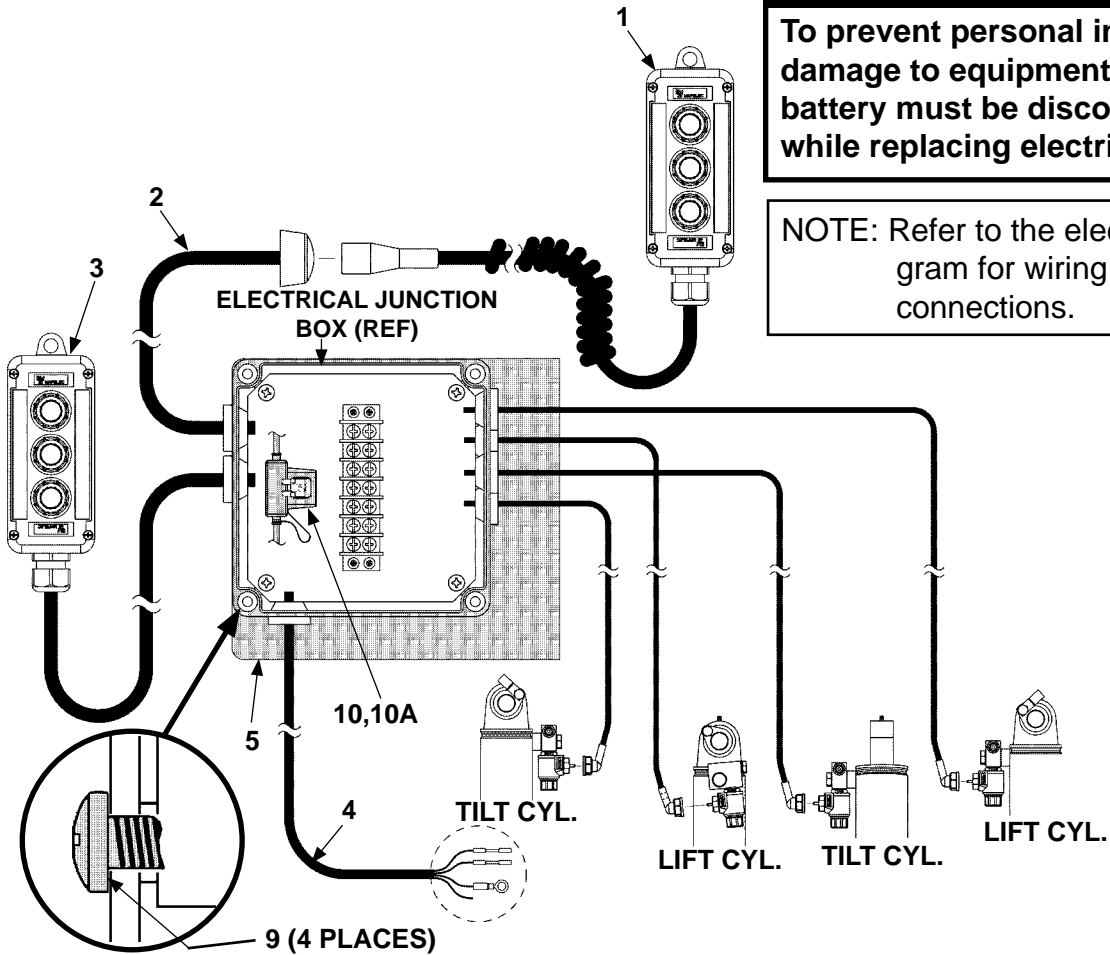 1
To prevent personal in
damage to equipment
battery must be disco
while replacing electri
NOTE: Refer to the elec
gram for wiring
connections.
2
3
ELECTRICAL JUNCTION
BOX (REF)
10,10A
5
4
TILT CYL.
LIFT CYL.
TILT CYL.
LIFT CYL.
9 (4 PLACES)